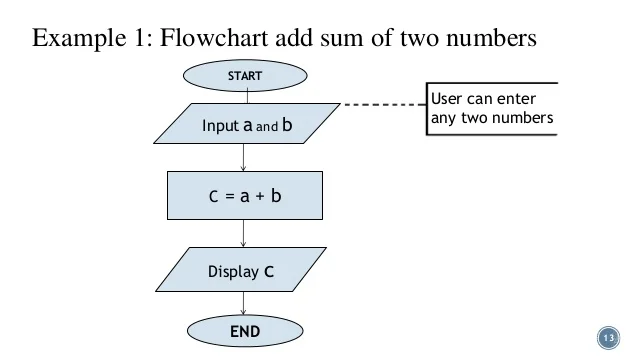 Example 1: Flowchart add sum of two numbers
START
User can enter
any two numbers
Input a and b
C = a + b
Display C
END
13